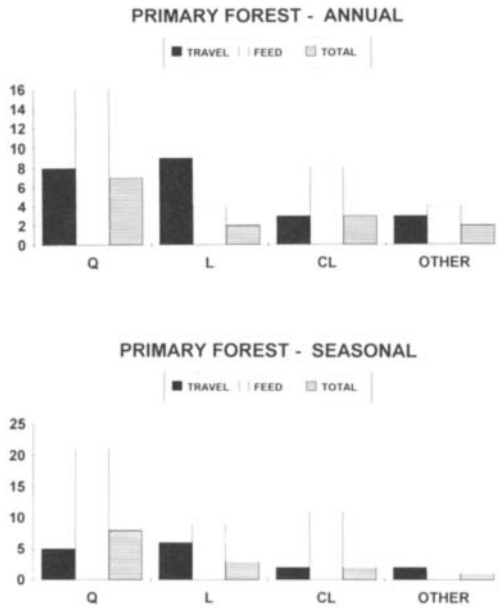 PRIMARY FOREST - ANNUAL
TRAVEL FEED TOTAL
16
14
12
10
8
6
4
2
0
Q L CL OTHER
PRIMARY FOREST - SEASONAL
TRAVEL FEED TOTAL
25
20
15
10
5
0
Q L CL OTHER